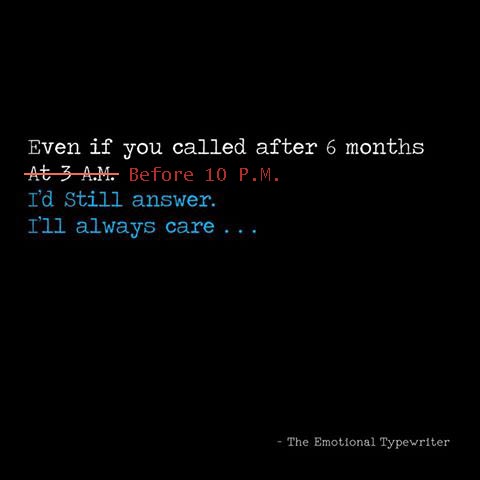 Even if you called after 6 months
At 3 A.M. Before 10 P.M.
I'd Still answer.
I'll always care . . .
- The Emotional Typewriter